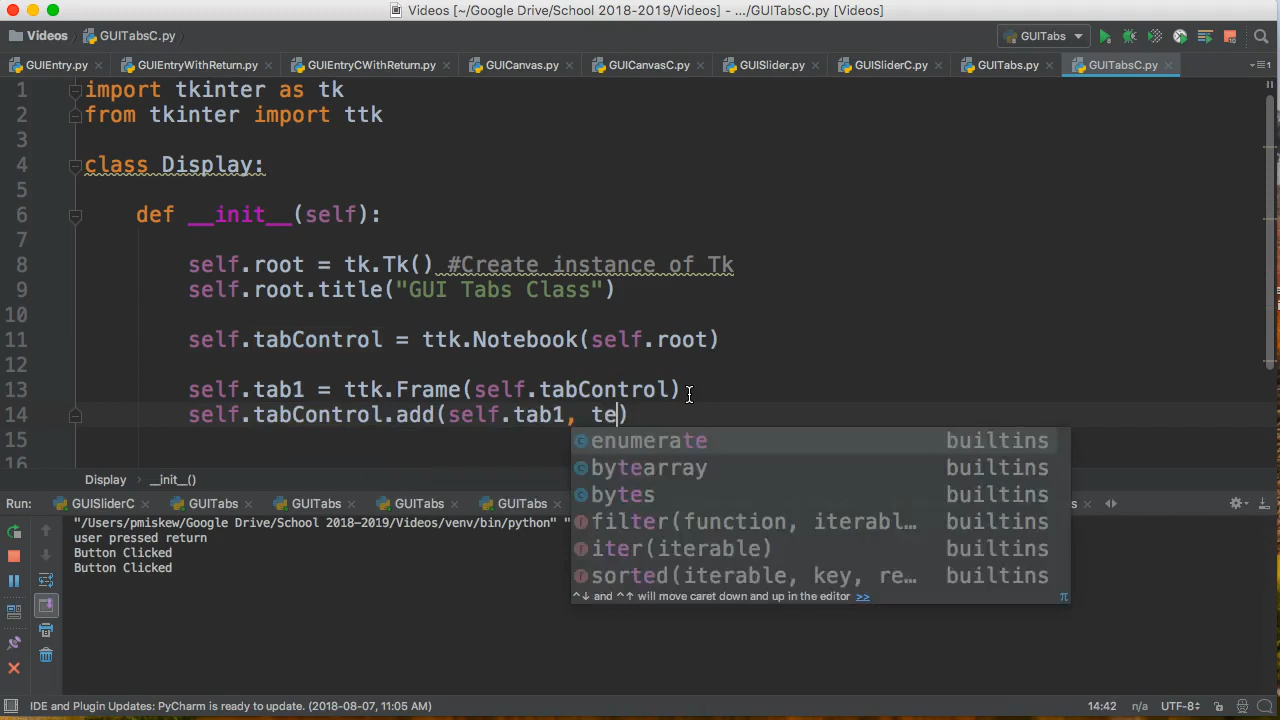 Videos [~/Google Drive/School 2018-2019/Videos] - .../GUITabsC.py [Videos]
Videos GUITabsC.py GUITabs
GUIEntry.py GUIEntryWithReturn.py GUIEntryCWithReturn.py GUICanvas.py GUICanvasC.py GUISlider.py GUISliderC.py GUITabs.py GUITabsC.py
1 import tkinter as tk
2 from tkinter import ttk
3
4 class Display:
5
6 def __init__(self):
7
8 self.root = tk.Tk() #Create instance of Tk
9 self.root.title("GUI Tabs Class")
10
11 self.tabControl = ttk.Notebook(self.root)
12
13 self.tab1 = ttk.Frame(self.tabControl)
14 self.tabControl.add(self.tab1, te)
15
16
enumerate builtins
bytearray builtins
bytes builtins
filter(function, iterabl… builtins
iter(iterable) builtins
sorted(iterable, key, re… builtins
^↓ and ^↑ will move caret down and up in the editor >>
Display __init__()
Run: GUISliderC GUITabs GUITabs GUITabs GUITabs
"/Users/pmiskew/Google Drive/School 2018-2019/Videos/venv/bin/python" "
user pressed return
Button Clicked
Button Clicked
IDE and Plugin Updates: PyCharm is ready to update. (2018-08-07, 11:05 AM) 14:42 n/a UTF-8